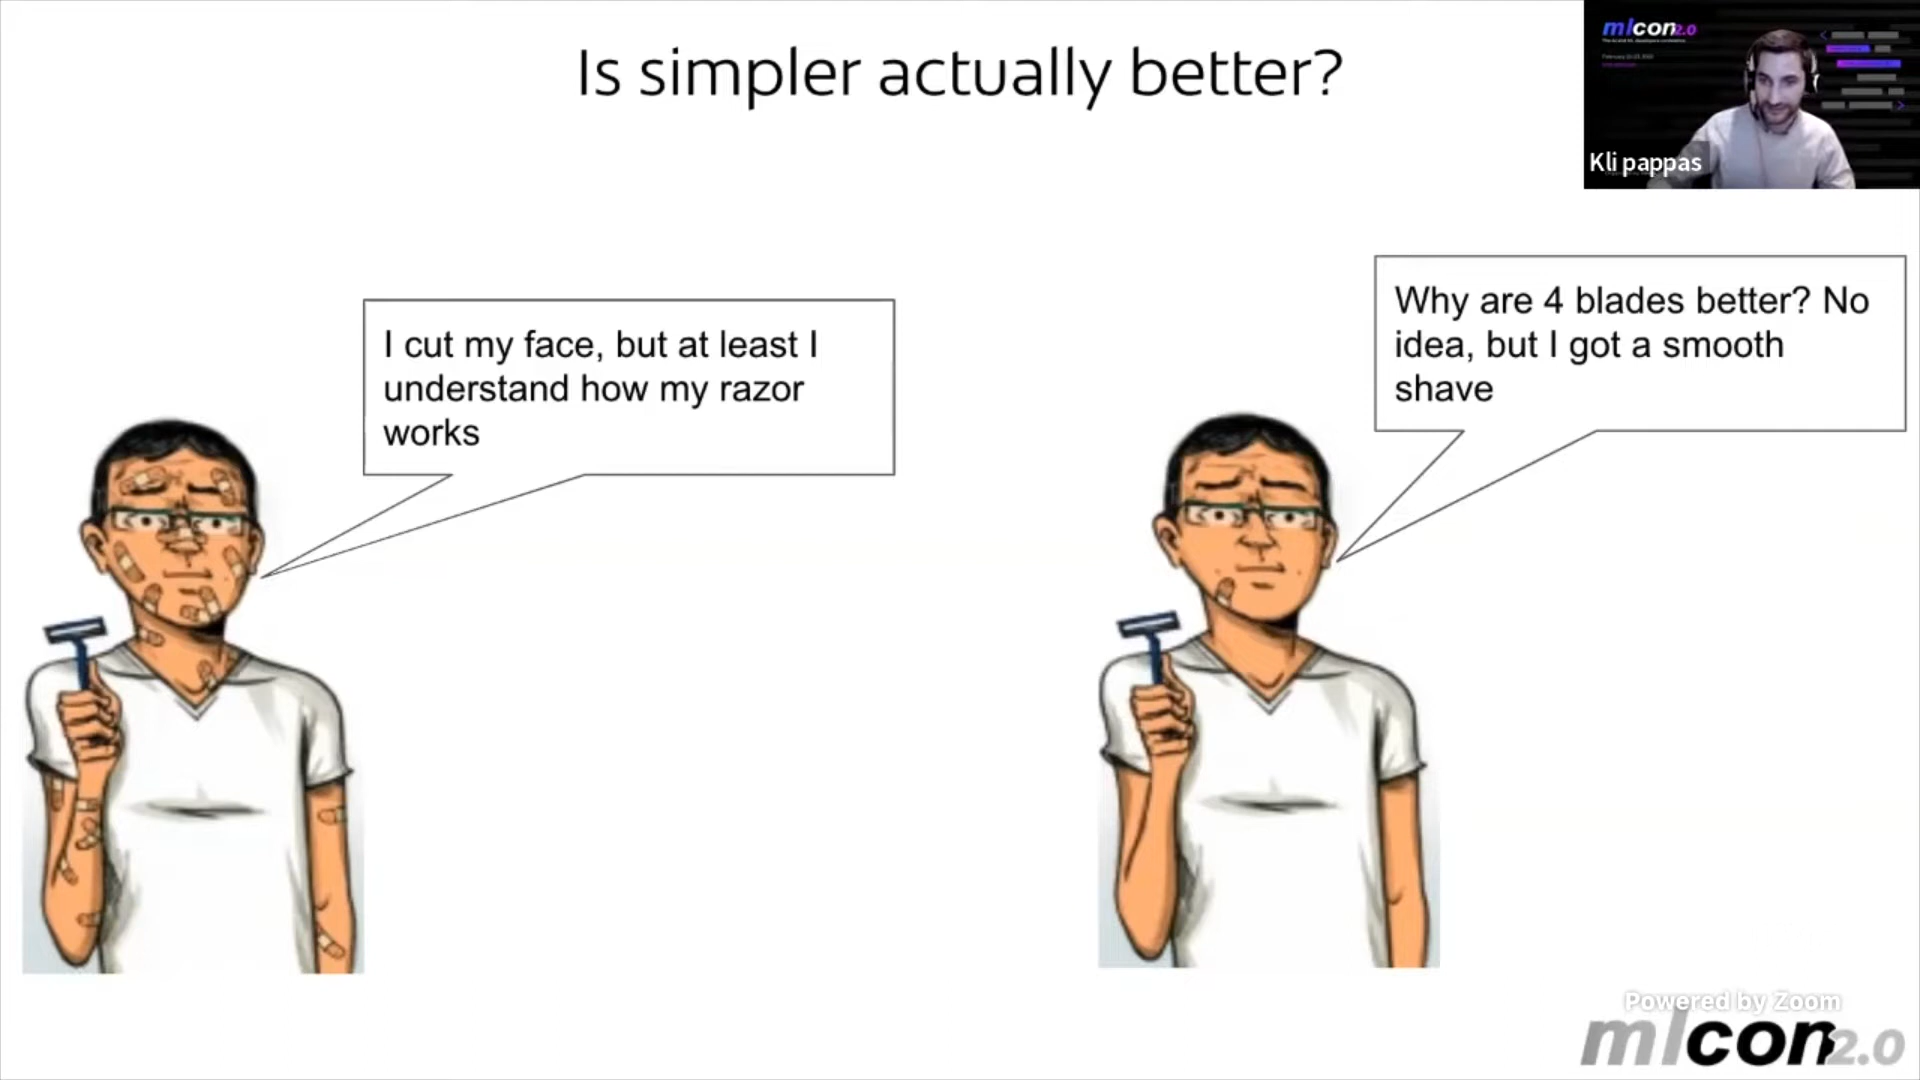 Is simpler actually better?
mlcon2.0
Kli pappas
I cut my face, but at least I
understand how my razor
works
Why are 4 blades better? No
idea, but I got a smooth
shave
Powered by Zoom
mlcon2.0